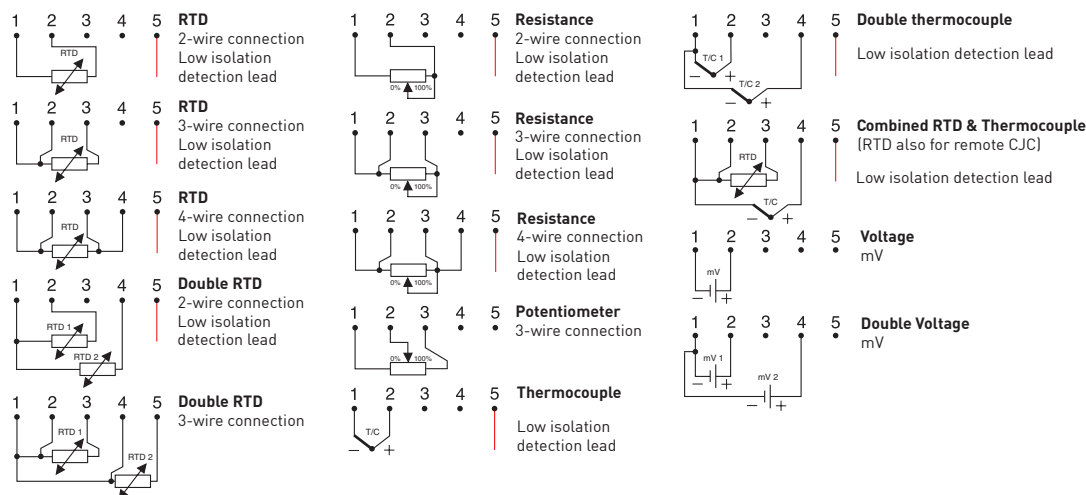 1 2 3 4 5
RTD
2-wire connection
Low isolation
detection lead
RTD
1 2 3 4 5
RTD
3-wire connection
Low isolation
detection lead
RTD
1 2 3 4 5
RTD
4-wire connection
Low isolation
detection lead
RTD
1 2 3 4 5
Double RTD
2-wire connection
Low isolation
detection lead
RTD 1
RTD 2
1 2 3 4 5
Double RTD
3-wire connection
RTD 1
RTD 2
1 2 3 4 5
Resistance
2-wire connection
Low isolation
detection lead
0% 100%
1 2 3 4 5
Resistance
3-wire connection
Low isolation
detection lead
0% 100%
1 2 3 4 5
Resistance
4-wire connection
Low isolation
detection lead
0% 100%
1 2 3 4 5
Potentiometer
3-wire connection
0% 100%
1 2 3 4 5
Thermocouple
Low isolation
detection lead
T/C
− +
1 2 3 4 5
Double thermocouple
Low isolation detection lead
T/C 1
− +
T/C 2
− +
1 2 3 4 5
Combined RTD & Thermocouple
(RTD also for remote CJC)
Low isolation detection lead
RTD
T/C
− +
1 2 3 4 5
Voltage
mV
mV
− +
1 2 3 4 5
Double Voltage
mV
mV 1
− +
mV 2
− +